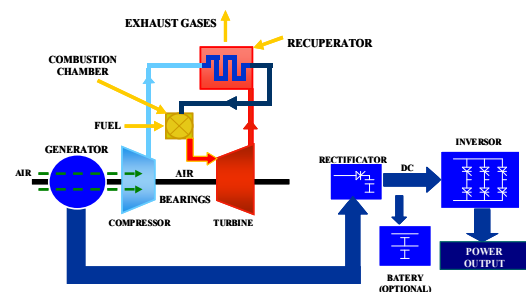 EXHAUST GASES
RECUPERATOR
COMBUSTION
CHAMBER
FUEL
GENERATOR
AIR
AIR
BEARINGS
COMPRESSOR
TURBINE
RECTIFICATOR
DC
INVERSOR
BATERY
(OPTIONAL)
POWER
OUTPUT